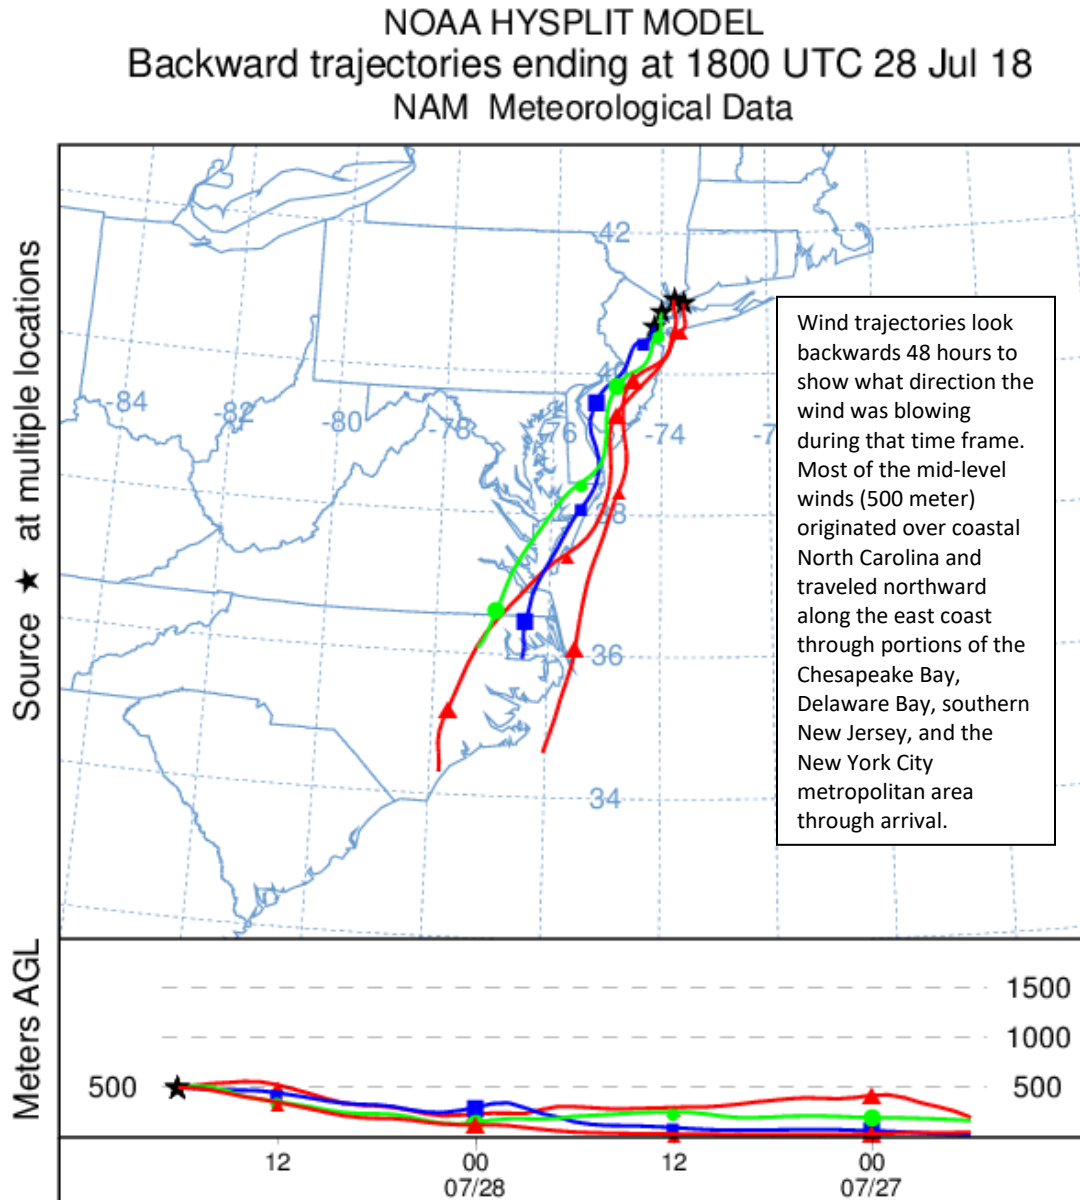 NOAA HYSPLIT MODEL
Backward trajectories ending at 1800 UTC 28 Jul 18
NAM Meteorological Data
Source ★ at multiple locations
42
40
-84
-82
-80
-78
-76
-74
-7
38
36
34
Wind trajectories look
backwards 48 hours to
show what direction the
wind was blowing
during that time frame.
Most of the mid-level
winds (500 meter)
originated over coastal
North Carolina and
traveled northward
along the east coast
through portions of the
Chesapeake Bay,
Delaware Bay, southern
New Jersey, and the
New York City
metropolitan area
through arrival.
Meters AGL
1500
1000
500
500
12
00
12
00
07/28
07/27